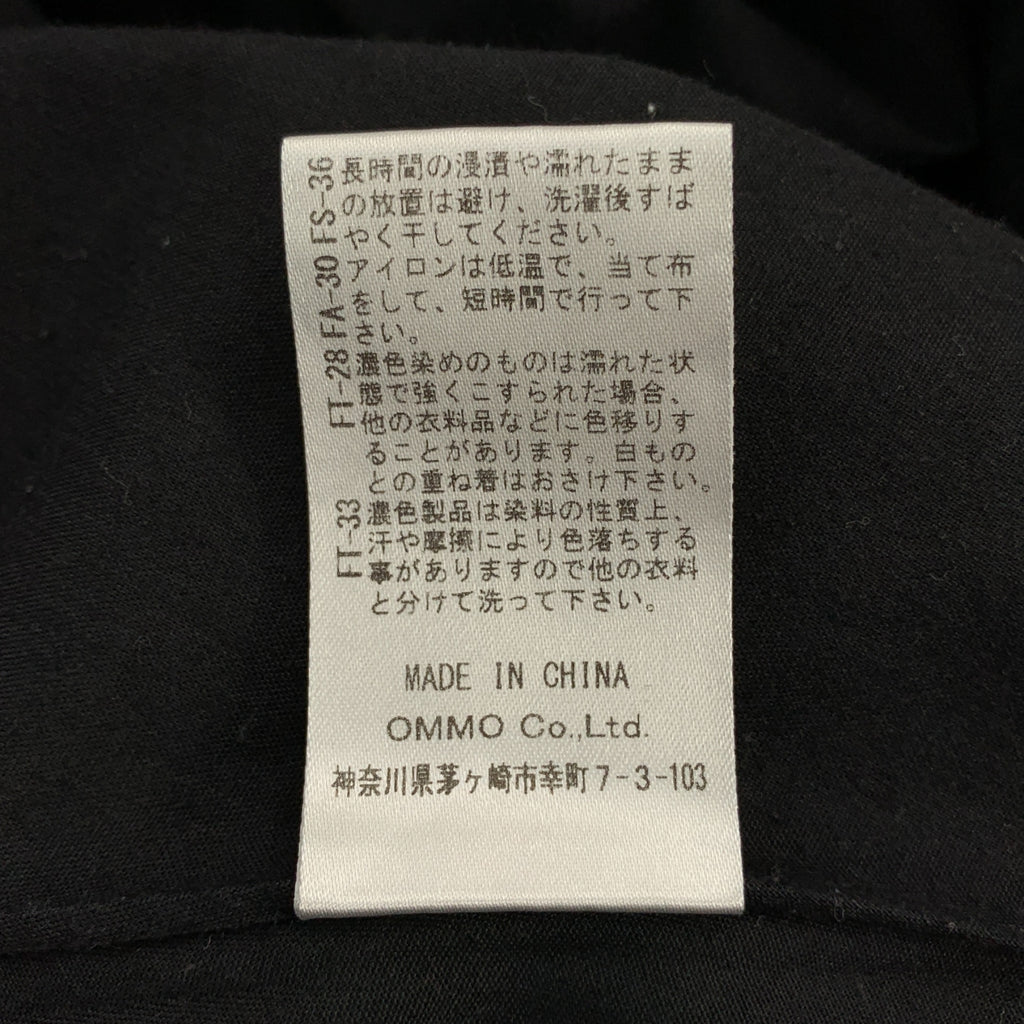 FS-36
長時間の浸漬や濡れたまま
の放置は避け、洗濯後すば
やく干してください。
FA-30
アイロンは低温で、当て布
をして、短時間で行って下
さい。
FT-28
濃色染めのものは濡れた状
態で強くこすられた場合、
他の衣料品などに色移りす
ることがあります。白もの
との重ね着はおさけ下さい。
FT-33
濃色製品は染料の性質上、
汗や摩擦により色落ちする
事がありますので他の衣料
と分けて洗って下さい。
MADE IN CHINA
OMMO Co.,Ltd.
神奈川県茅ヶ崎市幸町7-3-103